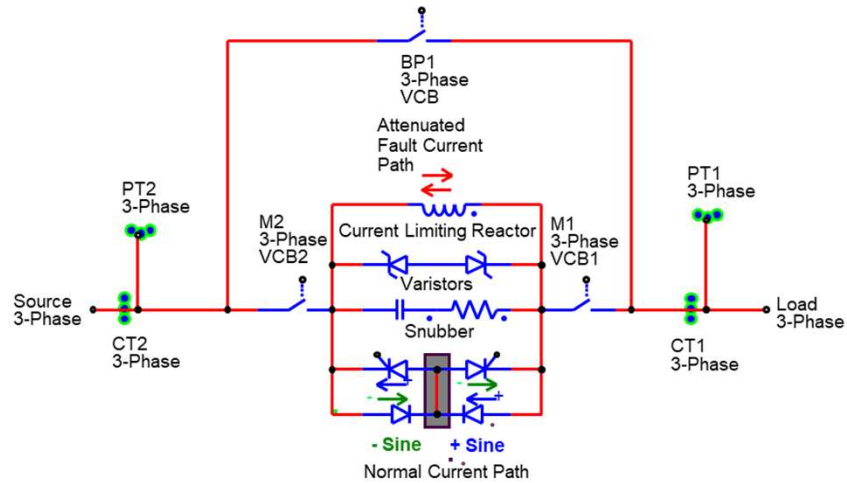 BP1
3-Phase
VCB
Attenuated
Fault Current
Path
PT2
3-Phase
PT1
3-Phase
M2
3-Phase
VCB2
Current Limiting Reactor
M1
3-Phase
VCB1
Varistors
Source
3-Phase
Snubber
Load
3-Phase
CT2
3-Phase
CT1
3-Phase
+
-
-
+
- Sine
+ Sine
Normal Current Path